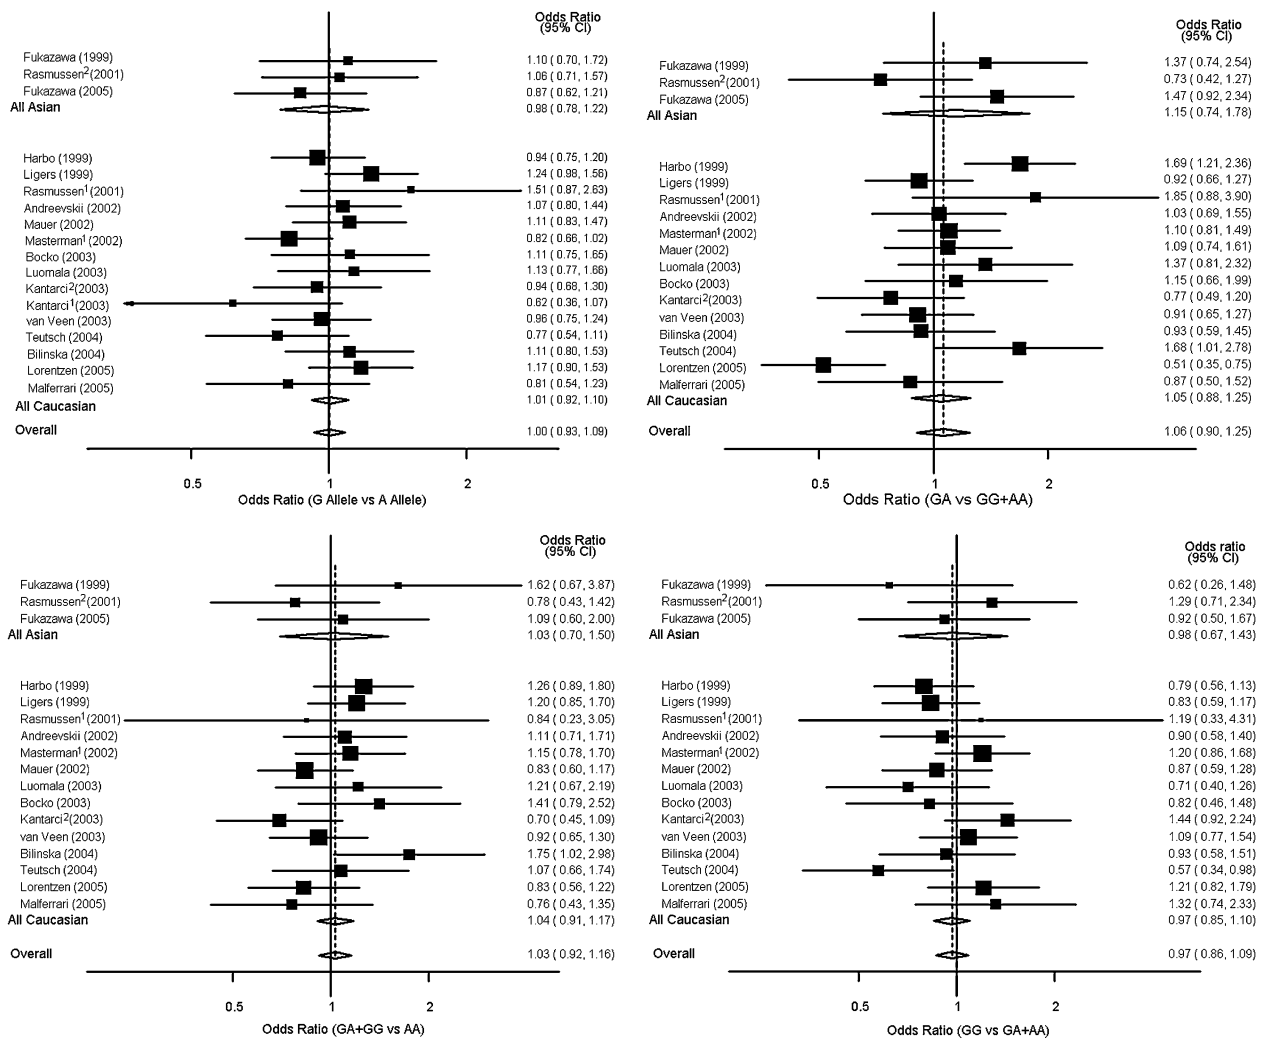 Odds Ratio
(95% CI)
Fukazawa (1999) 1.10 ( 0.70, 1.72)
Rasmussen2(2001) 1.06 ( 0.71, 1.57)
Fukazawa (2005) 0.87 ( 0.62, 1.21)
All Asian 0.98 ( 0.78, 1.22)
Harbo (1999) 0.94 ( 0.75, 1.20)
Ligers (1999) 1.24 ( 0.98, 1.56)
Rasmussen1(2001) 1.51 ( 0.87, 2.63)
Andreevskii (2002) 1.07 ( 0.80, 1.44)
Mauer (2002) 1.11 ( 0.83, 1.47)
Masterman1(2002) 0.82 ( 0.66, 1.02)
Bocko (2003) 1.11 ( 0.75, 1.65)
Luomala (2003) 1.13 ( 0.77, 1.66)
Kantarci2(2003) 0.94 ( 0.68, 1.30)
Kantarci1(2003) 0.62 ( 0.36, 1.07)
van Veen (2003) 0.96 ( 0.75, 1.24)
Teutsch (2004) 0.77 ( 0.54, 1.11)
Bilinska (2004) 1.11 ( 0.80, 1.53)
Lorentzen (2005) 1.17 ( 0.90, 1.53)
Malferrari (2005) 0.81 ( 0.54, 1.23)
All Caucasian 1.01 ( 0.92, 1.10)
Overall 1.00 ( 0.93, 1.09)
0.5 1 2
Odds Ratio (G Allele vs A Allele)
Odds Ratio
(95% CI)
Fukazawa (1999) 1.37 ( 0.74, 2.54)
Rasmussen2(2001) 0.73 ( 0.42, 1.27)
Fukazawa (2005) 1.47 ( 0.92, 2.34)
All Asian 1.15 ( 0.74, 1.78)
Harbo (1999) 1.69 ( 1.21, 2.36)
Ligers (1999) 0.92 ( 0.66, 1.27)
Rasmussen1(2001) 1.85 ( 0.88, 3.90)
Andreevskii (2002) 1.03 ( 0.69, 1.55)
Masterman1(2002) 1.10 ( 0.81, 1.49)
Mauer (2002) 1.09 ( 0.74, 1.61)
Luomala (2003) 1.37 ( 0.81, 2.32)
Bocko (2003) 1.15 ( 0.66, 1.99)
Kantarci2(2003) 0.77 ( 0.49, 1.20)
van Veen (2003) 0.91 ( 0.65, 1.27)
Bilinska (2004) 0.93 ( 0.59, 1.45)
Teutsch (2004) 1.68 ( 1.01, 2.78)
Lorentzen (2005) 0.51 ( 0.35, 0.75)
Malferrari (2005) 0.87 ( 0.50, 1.52)
All Caucasian 1.05 ( 0.88, 1.25)
Overall 1.06 ( 0.90, 1.25)
0.5 1 2
Odds Ratio (GA vs GG+AA)
Odds Ratio
(95% CI)
Fukazawa (1999) 1.62 ( 0.67, 3.87)
Rasmussen2(2001) 0.78 ( 0.43, 1.42)
Fukazawa (2005) 1.09 ( 0.60, 2.00)
All Asian 1.03 ( 0.70, 1.50)
Harbo (1999) 1.26 ( 0.89, 1.80)
Ligers (1999) 1.20 ( 0.85, 1.70)
Rasmussen1(2001) 0.84 ( 0.23, 3.05)
Andreevskii (2002) 1.11 ( 0.71, 1.71)
Masterman1(2002) 1.15 ( 0.78, 1.70)
Mauer (2002) 0.83 ( 0.60, 1.17)
Luomala (2003) 1.21 ( 0.67, 2.19)
Bocko (2003) 1.41 ( 0.79, 2.52)
Kantarci2(2003) 0.70 ( 0.45, 1.09)
van Veen (2003) 0.92 ( 0.65, 1.30)
Bilinska (2004) 1.75 ( 1.02, 2.98)
Teutsch (2004) 1.07 ( 0.66, 1.74)
Lorentzen (2005) 0.83 ( 0.56, 1.22)
Malferrari (2005) 0.76 ( 0.43, 1.35)
All Caucasian 1.04 ( 0.91, 1.17)
Overall 1.03 ( 0.92, 1.16)
0.5 1 2
Odds Ratio (GA+GG vs AA)
Odds ratio
(95% CI)
Fukazawa (1999) 0.62 ( 0.26, 1.48)
Rasmussen2(2001) 1.29 ( 0.71, 2.34)
Fukazawa (2005) 0.92 ( 0.50, 1.67)
All Asian 0.98 ( 0.67, 1.43)
Harbo (1999) 0.79 ( 0.56, 1.13)
Ligers (1999) 0.83 ( 0.59, 1.17)
Rasmussen1(2001) 1.19 ( 0.33, 4.31)
Andreevskii (2002) 0.90 ( 0.58, 1.40)
Masterman1(2002) 1.20 ( 0.86, 1.68)
Mauer (2002) 0.87 ( 0.59, 1.28)
Luomala (2003) 0.71 ( 0.40, 1.26)
Bocko (2003) 0.82 ( 0.46, 1.48)
Kantarci2(2003) 1.44 ( 0.92, 2.24)
van Veen (2003) 1.09 ( 0.77, 1.54)
Bilinska (2004) 0.93 ( 0.58, 1.51)
Teutsch (2004) 0.57 ( 0.34, 0.98)
Lorentzen (2005) 1.21 ( 0.82, 1.79)
Malferrari (2005) 1.32 ( 0.74, 2.33)
All Caucasian 0.97 ( 0.85, 1.10)
Overall 0.97 ( 0.86, 1.09)
0.5 1 2
Odds Ratio (GG vs GA+AA)